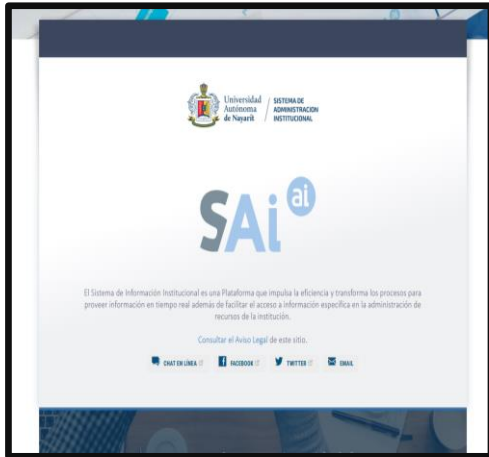 Universidad
Autónoma
de Nayarit
SISTEMA DE
ADMINISTRACION
INSTITUCIONAL
SAi ai
El Sistema de Información Institucional es una Plataforma que impulsa la eficiencia y transforma los procesos para
proveer información en tiempo real además de facilitar el acceso a información específica en la administración de
recursos de la institución.
Consultar el Aviso Legal de este sitio.
CHAT EN LÍNEA FACEBOOK TWITTER EMAIL